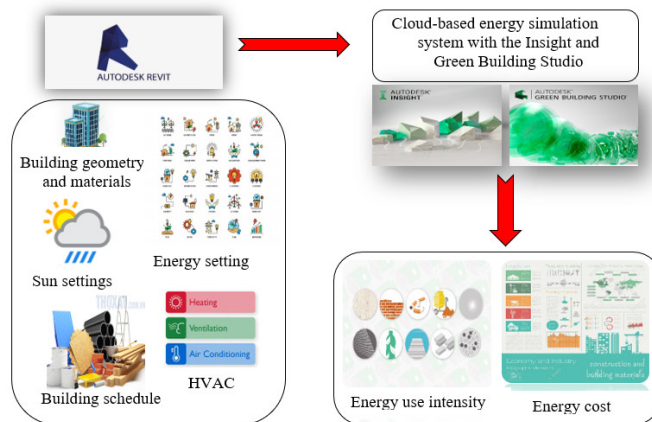 AUTODESK REVIT
Cloud-based energy simulation
system with the Insight and
Green Building Studio
AUTODESK®
INSIGHT
AUTODESK®
GREEN BUILDING STUDIO
Building geometry
and materials
Energy setting
Sun settings
Heating
Ventilation
Air Conditioning
Building schedule
HVAC
construction and
building materials
Energy use intensity
Energy cost